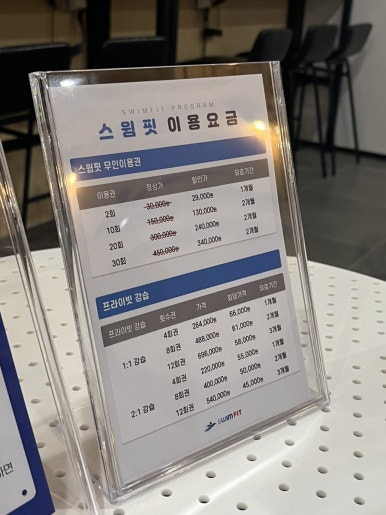 SWIMFIT PROGRAM
스윔핏 이용요금
스윔핏 무인이용권
이용권 정상가 할인가 유효기간
2회 30,000원 29,000원 1개월
10회 150,000원 130,000원 2개월
20회 300,000원 240,000원 2개월
30회 450,000원 340,000원 2개월
프라이빗 강습
프라이빗 강습 횟수권 가격 회당가격 유효기간
1:1 강습 4회권 264,000원 66,000원 1개월
8회권 488,000원 61,000원 2개월
12회권 696,000원 58,000원 3개월
2:1 강습 4회권 220,000원 55,000원 1개월
8회권 400,000원 50,000원 2개월
12회권 540,000원 45,000원 3개월
SWIMFIT
하면